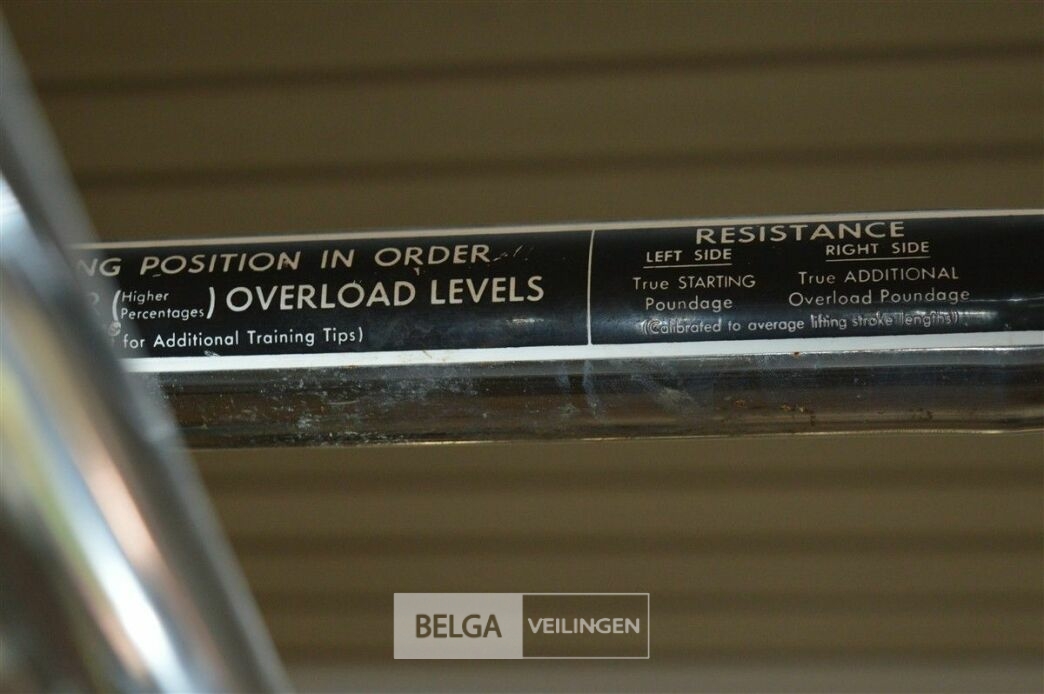 NG POSITION IN ORDER
(Higher Percentages) OVERLOAD LEVELS
for Additional Training Tips)
RESISTANCE
LEFT SIDE
True STARTING
Poundage
RIGHT SIDE
True ADDITIONAL
Overload Poundage
(Calibrated to average lifting stroke lengths)
BELGA VEILINGEN